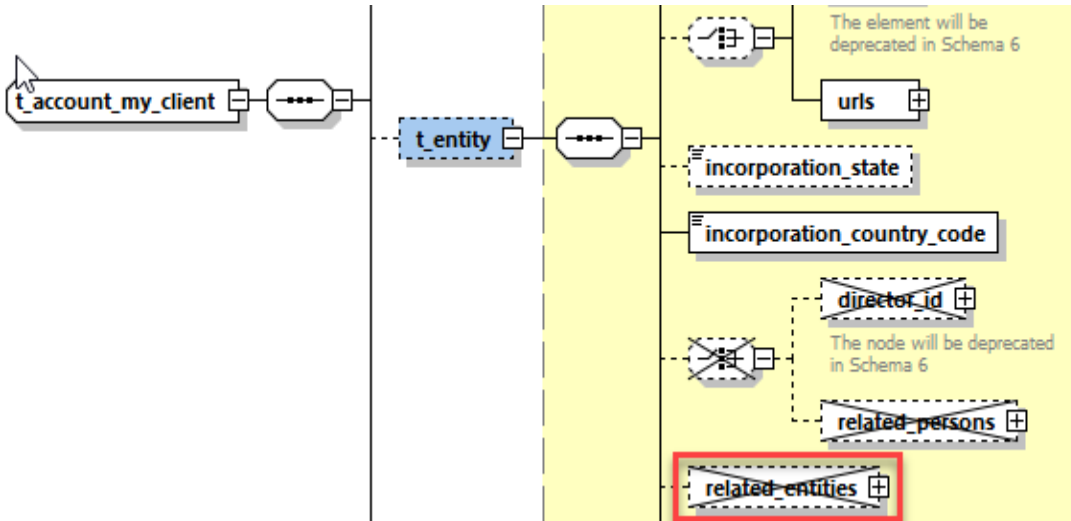 The element will be
deprecated in Schema 6
t_account_my_client
urls
t_entity
incorporation_state
incorporation_country_code
director_id
The node will be deprecated
in Schema 6
related_persons
related_entities